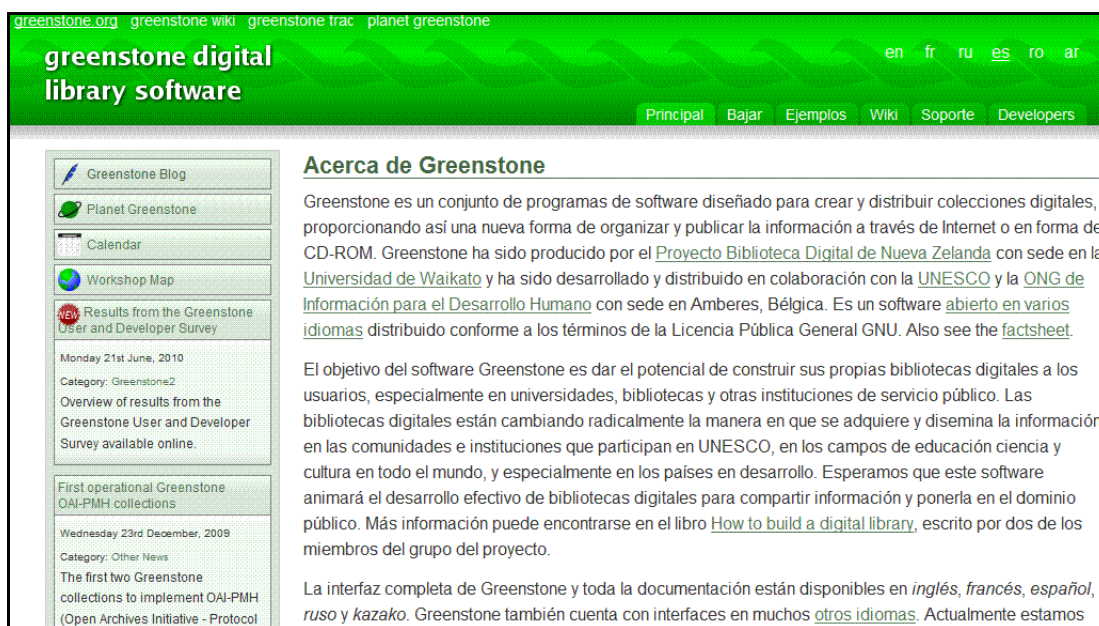 greenstone.org greenstone wiki greenstone trac planet greenstone
greenstone digital
library software
en fr ru es ro ar
Principal Bajar Ejemplos Wiki Soporte Developers
Greenstone Blog
Planet Greenstone
Calendar
Workshop Map
NEW Results from the Greenstone
User and Developer Survey
Monday 21st June, 2010
Category: Greenstone2
Overview of results from the
Greenstone User and Developer
Survey available online.
First operational Greenstone
OAI-PMH collections
Wednesday 23rd December, 2009
Category: Other News
The first two Greenstone
collections to implement OAI-PMH
(Open Archives Initiative - Protocol
Acerca de Greenstone
Greenstone es un conjunto de programas de software diseñado para crear y distribuir colecciones digitales,
proporcionando así una nueva forma de organizar y publicar la información a través de Internet o en forma de
CD-ROM. Greenstone ha sido producido por el Proyecto Biblioteca Digital de Nueva Zelanda con sede en la
Universidad de Waikato y ha sido desarrollado y distribuido en colaboración con la UNESCO y la ONG de
Información para el Desarrollo Humano con sede en Amberes, Bélgica. Es un software abierto en varios
idiomas distribuido conforme a los términos de la Licencia Pública General GNU. Also see the factsheet.
El objetivo del software Greenstone es dar el potencial de construir sus propias bibliotecas digitales a los
usuarios, especialmente en universidades, bibliotecas y otras instituciones de servicio público. Las
bibliotecas digitales están cambiando radicalmente la manera en que se adquiere y disemina la información
en las comunidades e instituciones que participan en UNESCO, en los campos de educación ciencia y
cultura en todo el mundo, y especialmente en los países en desarrollo. Esperamos que este software
animará el desarrollo efectivo de bibliotecas digitales para compartir información y ponerla en el dominio
público. Más información puede encontrarse en el libro How to build a digital library, escrito por dos de los
miembros del grupo del proyecto.
La interfaz completa de Greenstone y toda la documentación están disponibles en inglés, francés, español,
ruso y kazako. Greenstone también cuenta con interfaces en muchos otros idiomas. Actualmente estamos